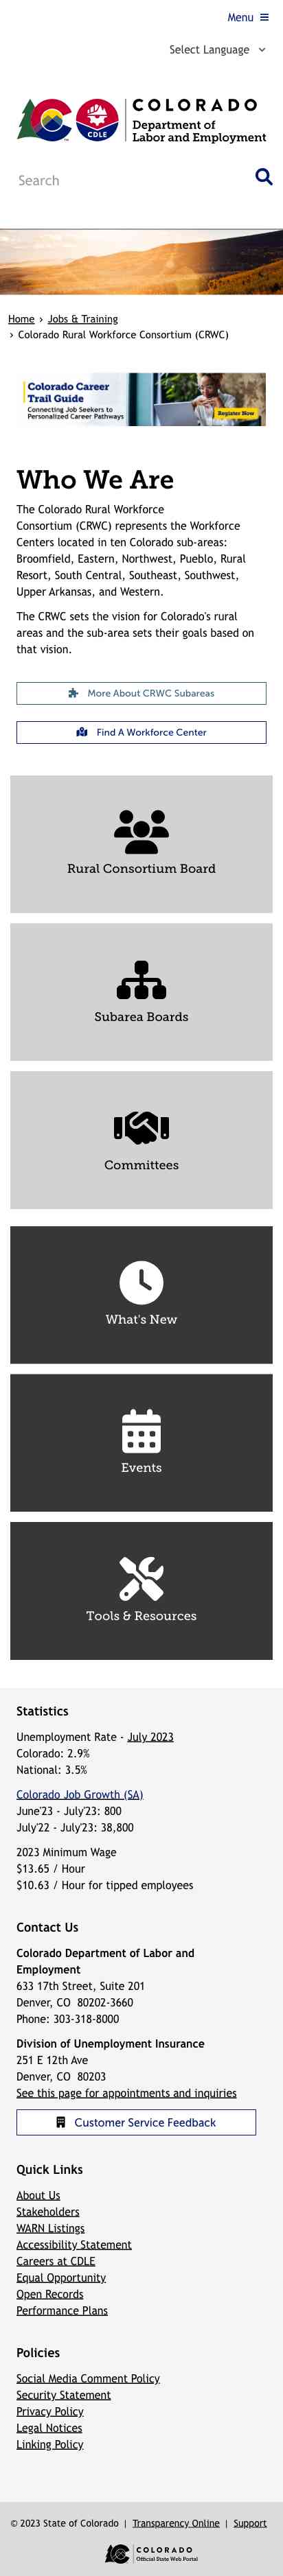 Menu
Select Language
COLORADO
Department of
Labor and Employment
CDLE
Search
Home › Jobs & Training
› Colorado Rural Workforce Consortium (CRWC)
Colorado Career
Trail Guide
Connecting Job Seekers to
Personalized Career Pathways
Register Now
Who We Are
The Colorado Rural Workforce
Consortium (CRWC) represents the Workforce
Centers located in ten Colorado sub-areas:
Broomfield, Eastern, Northwest, Pueblo, Rural
Resort, South Central, Southeast, Southwest,
Upper Arkansas, and Western.
The CRWC sets the vision for Colorado's rural
areas and the sub-area sets their goals based on
that vision.
More About CRWC Subareas
Find A Workforce Center
Rural Consortium Board
Subarea Boards
Committees
What's New
Events
Tools & Resources
Statistics
Unemployment Rate - July 2023
Colorado: 2.9%
National: 3.5%
Colorado Job Growth (SA)
June'23 - July'23: 800
July'22 - July'23: 38,800
2023 Minimum Wage
$13.65 / Hour
$10.63 / Hour for tipped employees
Contact Us
Colorado Department of Labor and
Employment
633 17th Street, Suite 201
Denver, CO 80202-3660
Phone: 303-318-8000
Division of Unemployment Insurance
251 E 12th Ave
Denver, CO 80203
See this page for appointments and inquiries
Customer Service Feedback
Quick Links
About Us
Stakeholders
WARN Listings
Accessibility Statement
Careers at CDLE
Equal Opportunity
Open Records
Performance Plans
Policies
Social Media Comment Policy
Security Statement
Privacy Policy
Legal Notices
Linking Policy
© 2023 State of Colorado | Transparency Online | Support
COLORADO
Official State Web Portal